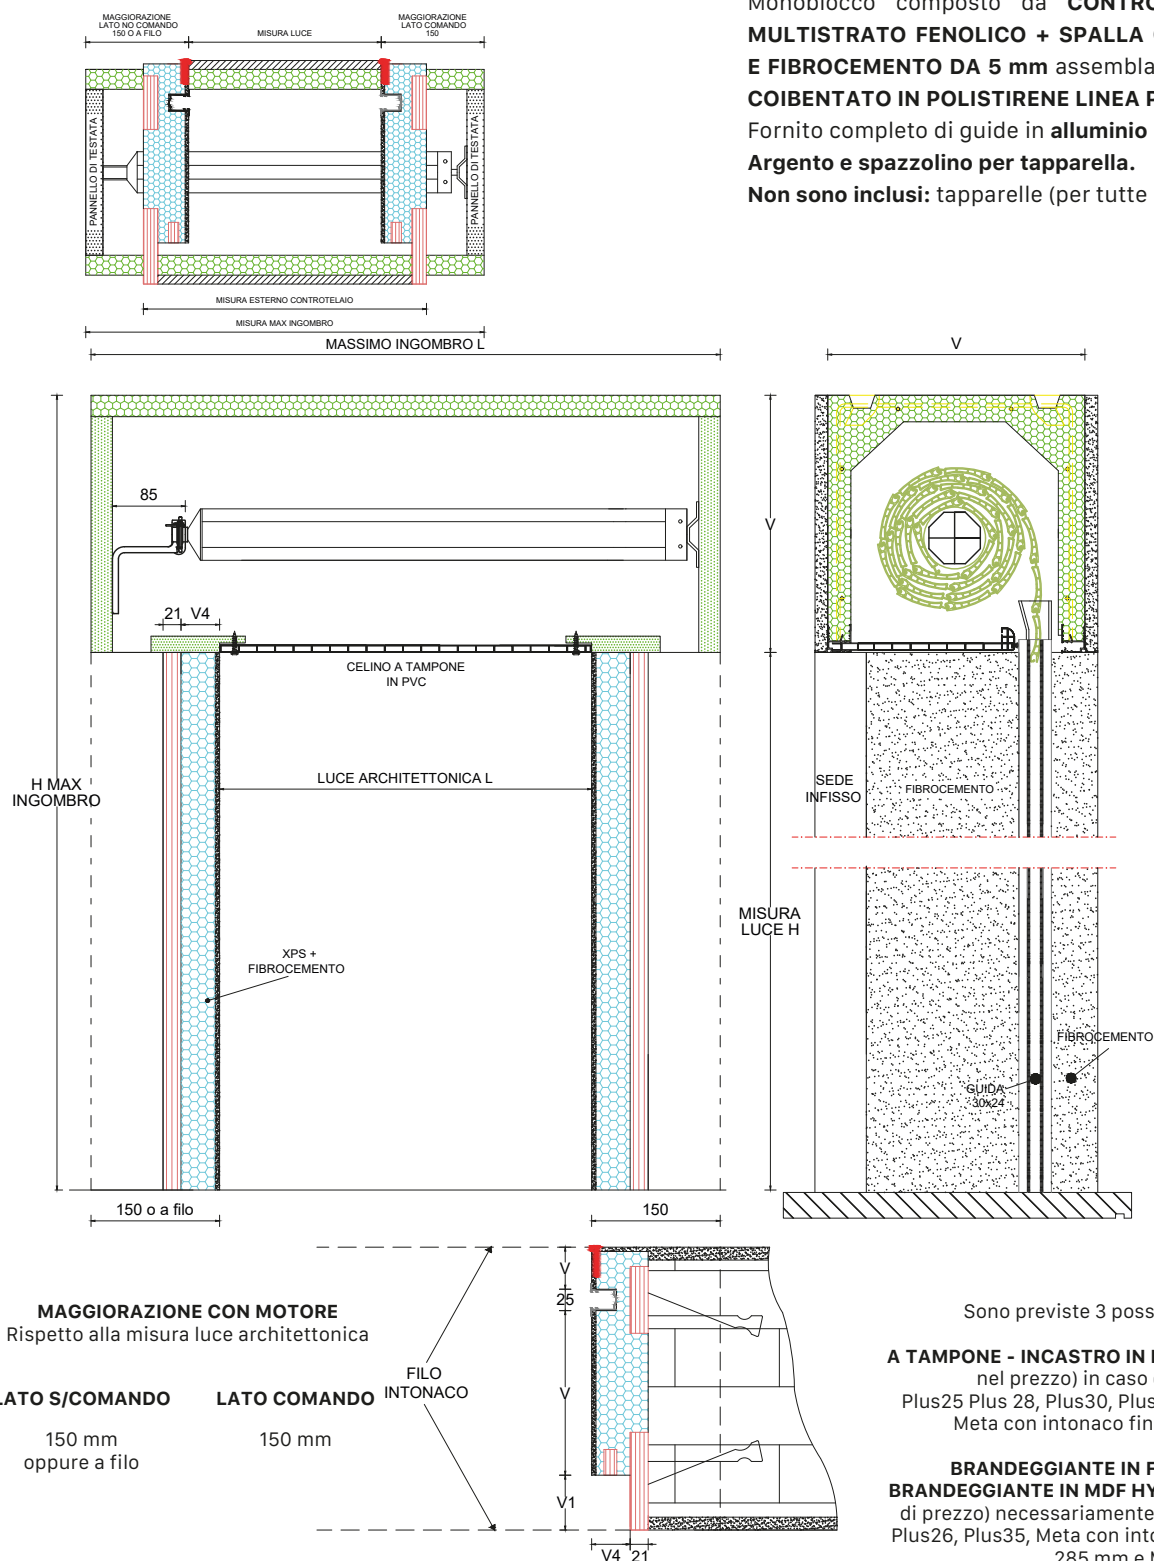 MAGGIORAZIONE
LATO NO COMANDO
150 O A FILO
MISURA LUCE
MAGGIORAZIONE
LATO COMANDO
150
PANNELLO DI TESTATA
PANNELLO DI TESTATA
MISURA ESTERNO CONTROTELAIO
MISURA MAX INGOMBRO
Monoblocco composto da CONTRO
MULTISTRATO FENOLICO + SPALLA
E FIBROCEMENTO DA 5 mm assembla
COIBENTATO IN POLISTIRENE LINEA P
Fornito completo di guide in alluminio
Argento e spazzolino per tapparella.
Non sono inclusi: tapparelle (per tutte
MASSIMO INGOMBRO L
V
85
V
21 V4
CELINO A TAMPONE
IN PVC
H MAX
INGOMBRO
LUCE ARCHITETTONICA L
SEDE
INFISSO
FIBROCEMENTO
MISURA
LUCE H
XPS +
FIBROCEMENTO
FIBROCEMENTO
GUIDA
30x24
150 o a filo
150
MAGGIORAZIONE CON MOTORE
Rispetto alla misura luce architettonica
LATO S/COMANDO
LATO COMANDO
150 mm
oppure a filo
150 mm
FILO
INTONACO
V
25
V
V1
V4 21
Sono previste 3 poss
A TAMPONE - INCASTRO IN
nel prezzo) in caso
Plus25 Plus 28, Plus30, Plus
Meta con intonaco fin
BRANDEGGIANTE IN F
BRANDEGGIANTE IN MDF HY
di prezzo) necessariamente
Plus26, Plus35, Meta con into
285 mm e